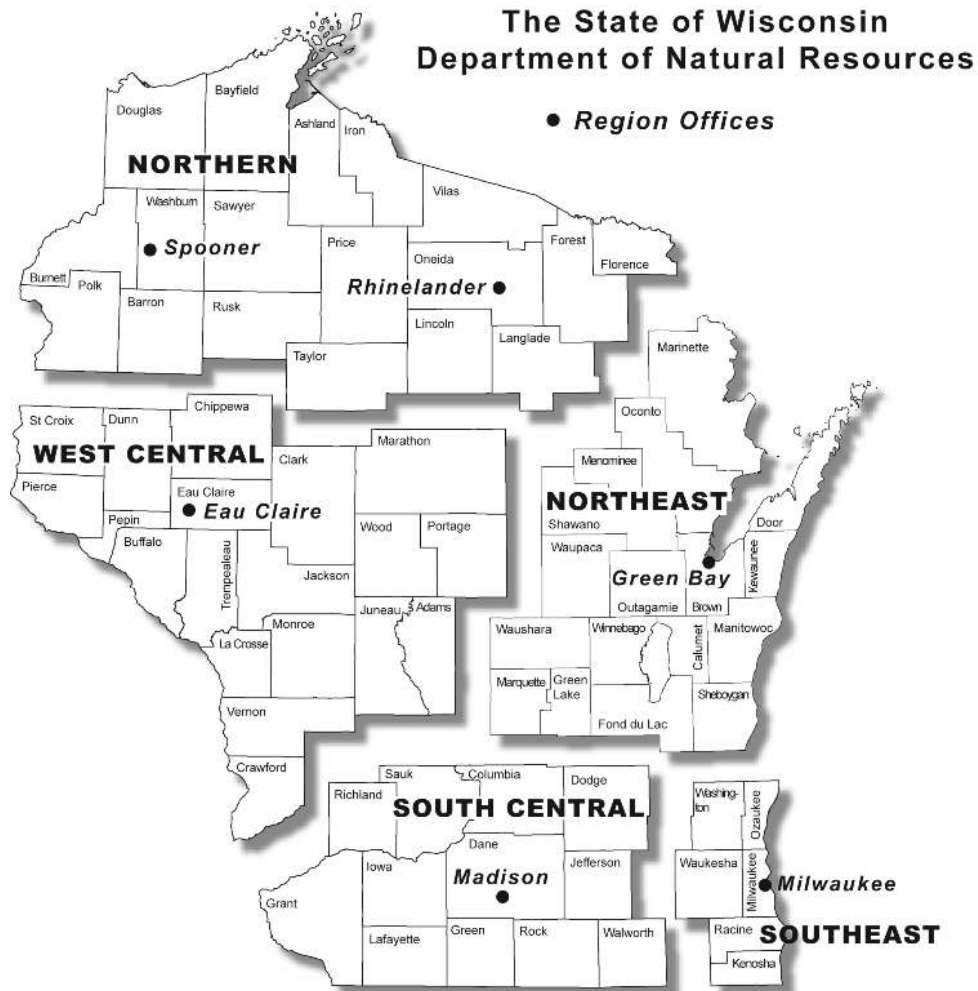 The State of Wisconsin
Department of Natural Resources
Region Offices
Douglas
Bayfield
Ashland
Iron
NORTHERN
Vilas
Washburn
Sawyer
Spooner
Price
Oneida
Forest
Florence
Burnett
Polk
Barron
Rusk
Rhinelander
Lincoln
Langlade
Taylor
Marinette
Chippewa
St Croix
Dunn
Oconto
WEST CENTRAL
Marathon
Clark
Menominee
Pierce
Eau Claire
Eau Claire
NORTHEAST
Pepin
Buffalo
Trempealeau
Wood
Portage
Shawano
Waupaca
Door
Kewaunee
Jackson
Green Bay
Juneau
Adams
Outagamie
Brown
Monroe
La Crosse
Waushara
Winnebago
Calumet
Manitowoc
Marquette
Green
Lake
Sheboygan
Vernon
Fond du Lac
Crawford
Sauk
Columbia
Dodge
Richland
SOUTH CENTRAL
Washing-
ton
Ozaukee
Iowa
Dane
Jefferson
Waukesha
Milwaukee
Madison
Milwaukee
Grant
Lafayette
Green
Rock
Walworth
Racine
SOUTHEAST
Kenosha